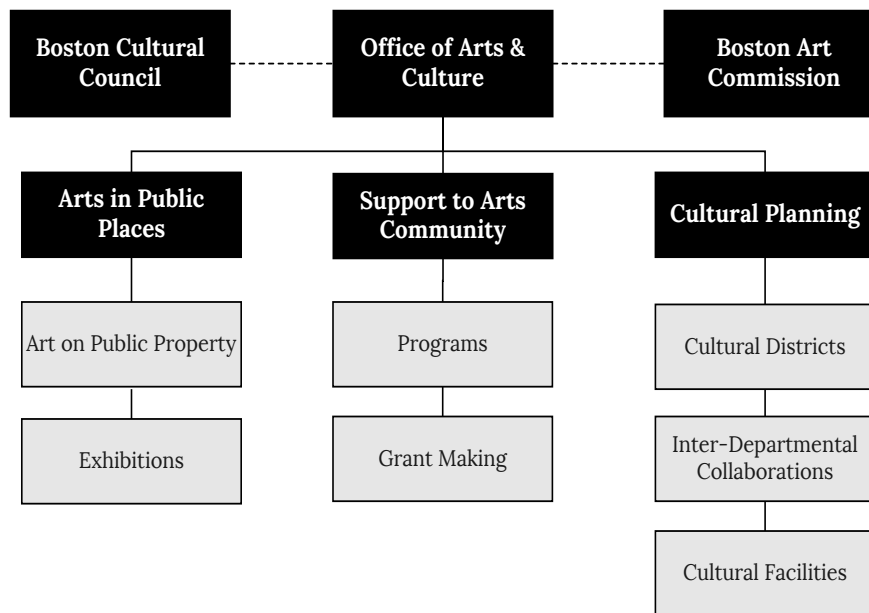 Boston Cultural
Council
Office of Arts &
Culture
Boston Art
Commission
Arts in Public
Places
Support to Arts
Community
Cultural Planning
Art on Public Property
Programs
Cultural Districts
Exhibitions
Grant Making
Inter-Departmental
Collaborations
Cultural Facilities